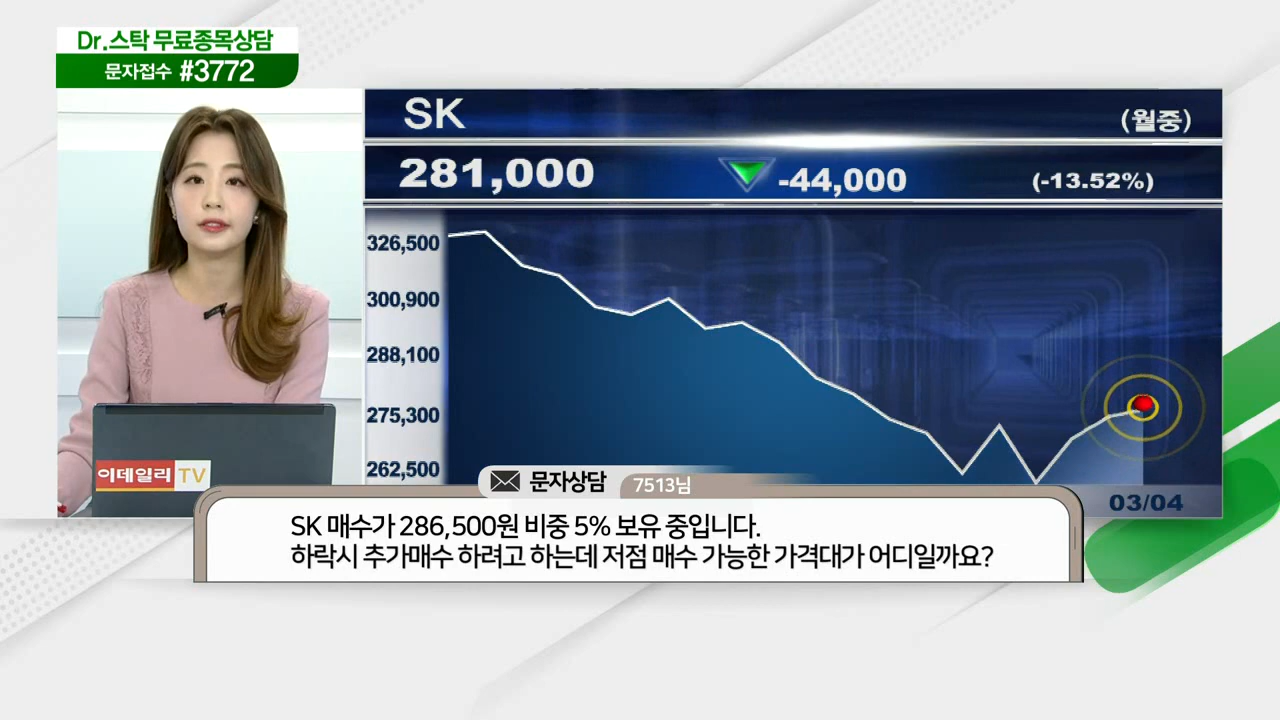 Dr.스탁 무료종목상담
문자접수 #3772
SK
(월중)
281,000
-44,000
(-13.52%)
326,500
300,900
288,100
275,300
262,500
03/04
이데일리TV
문자상담
7513님
SK 매수가 286,500원 비중 5% 보유 중입니다.
하락시 추가매수 하려고 하는데 저점 매수 가능한 가격대가 어디일까요?